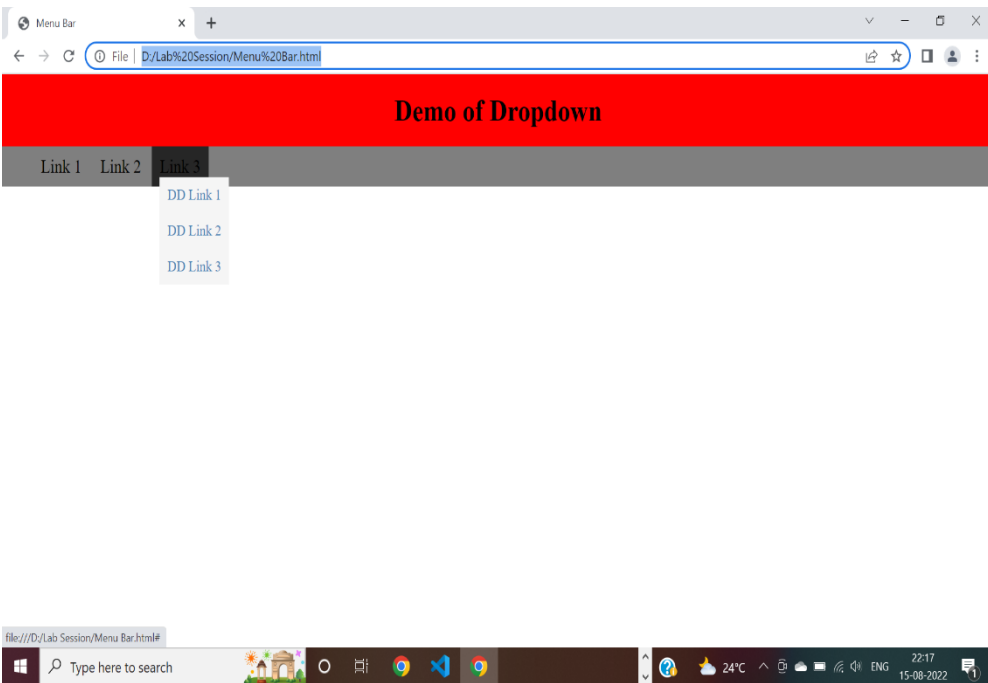 Menu Bar
File
D:/Lab%20Session/Menu%20Bar.html
Demo of Dropdown
Link 1 Link 2 Link 3
DD Link 1
DD Link 2
DD Link 3
file:///D:/Lab Session/Menu Bar.html#
Type here to search
24°C ENG
22:17
15-08-2022
1